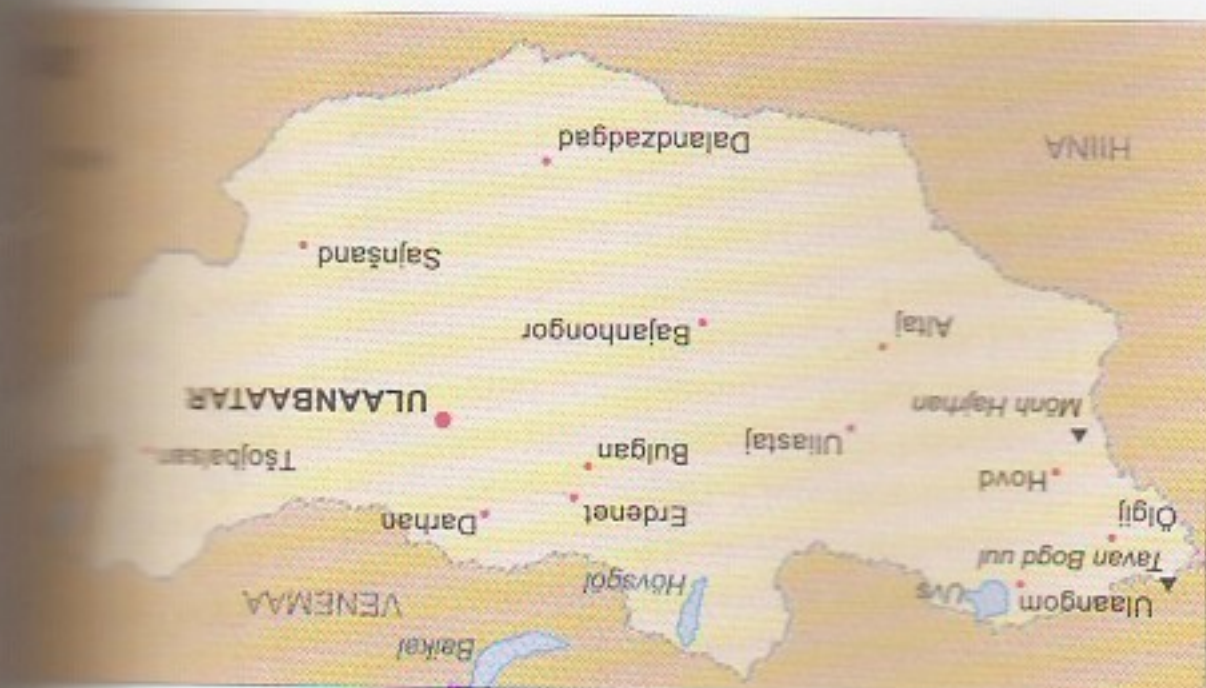 Baikal
VENEMAA
Hövsgöl
Uvs
Ulaangom
Tavan Bogd uul
Ölgij
Darhan
Erdenet
Hovd
Tšojbalsan
Bulgan
Uliastaj
Mönh Hajrhan
ULAANBAATAR
Altaj
Bajanhongor
Sajnšand
Dalandzadgad
HIINA